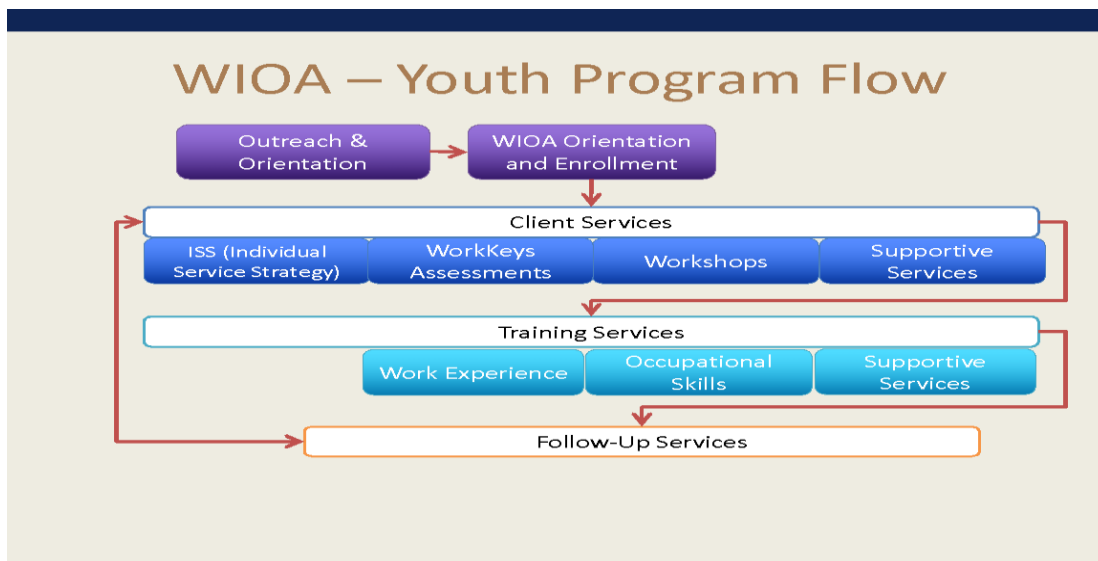 WIOA – Youth Program Flow
Outreach &
Orientation
WIOA Orientation
and Enrollment
Client Services
ISS (Individual
Service Strategy)
WorkKeys
Assessments
Workshops
Supportive
Services
Training Services
Work Experience
Occupational
Skills
Supportive
Services
Follow-Up Services